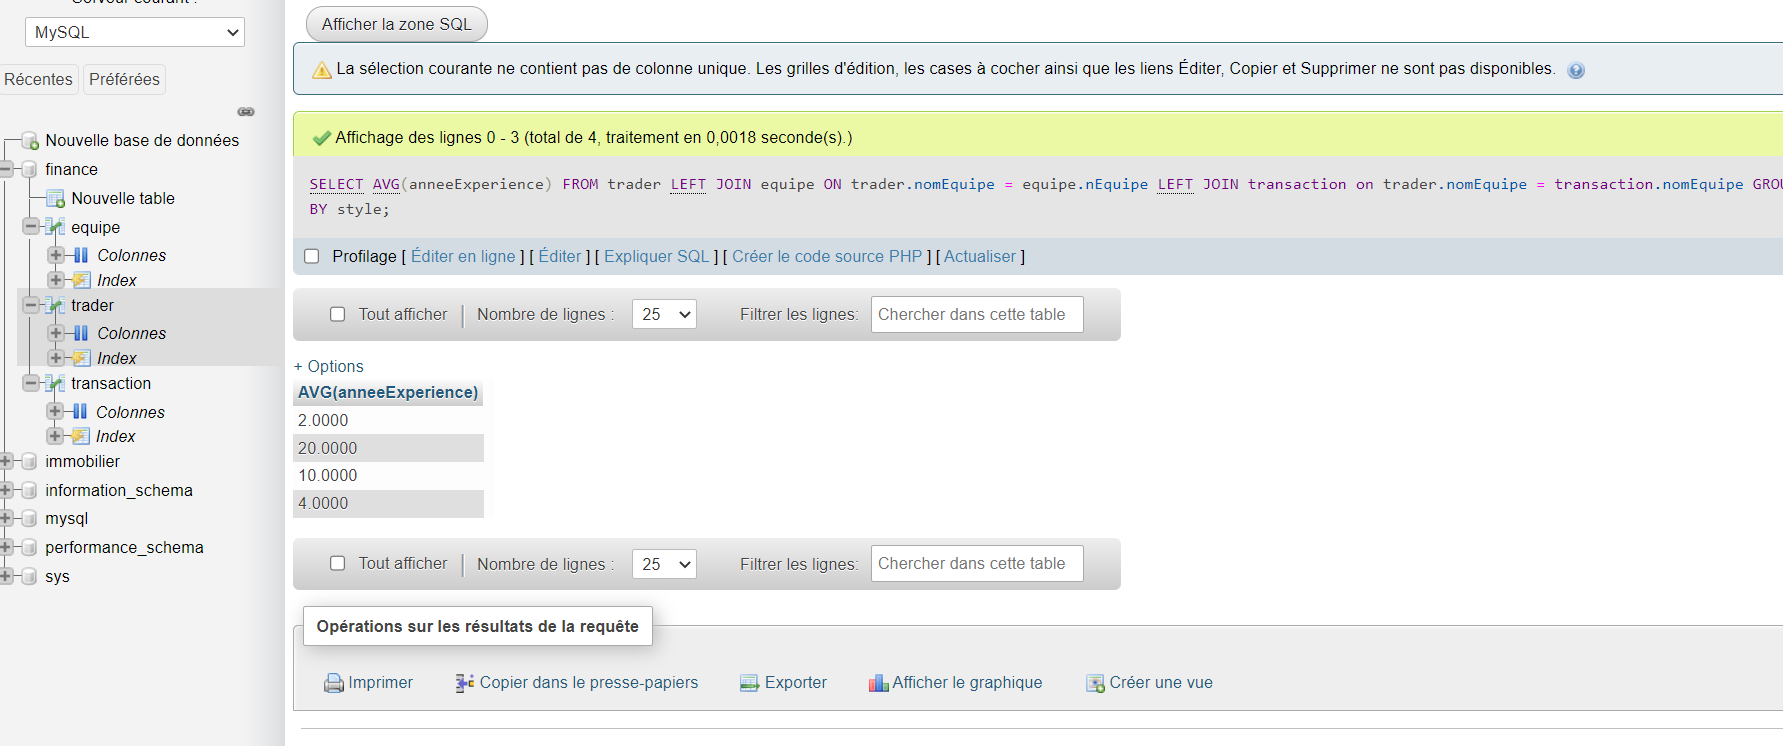 Serveur courant :
MySQL
Récentes Préférées
Nouvelle base de données
finance
Nouvelle table
equipe
Colonnes
Index
trader
Colonnes
Index
transaction
Colonnes
Index
immobilier
information_schema
mysql
performance_schema
sys
Afficher la zone SQL
La sélection courante ne contient pas de colonne unique. Les grilles d'édition, les cases à cocher ainsi que les liens Éditer, Copier et Supprimer ne sont pas disponibles.
Affichage des lignes 0 - 3 (total de 4, traitement en 0,0018 seconde(s).)
SELECT AVG(anneeExperience) FROM trader LEFT JOIN equipe ON trader.nomEquipe = equipe.nEquipe LEFT JOIN transaction on trader.nomEquipe = transaction.nomEquipe GROU
BY style;
Profilage [ Éditer en ligne ] [ Éditer ] [ Expliquer SQL ] [ Créer le code source PHP ] [ Actualiser ]
Tout afficher | Nombre de lignes : 25 Filtrer les lignes: Chercher dans cette table
+ Options
AVG(anneeExperience)
2.0000
20.0000
10.0000
4.0000
Tout afficher | Nombre de lignes : 25 Filtrer les lignes: Chercher dans cette table
Opérations sur les résultats de la requête
Imprimer Copier dans le presse-papiers Exporter Afficher le graphique Créer une vue